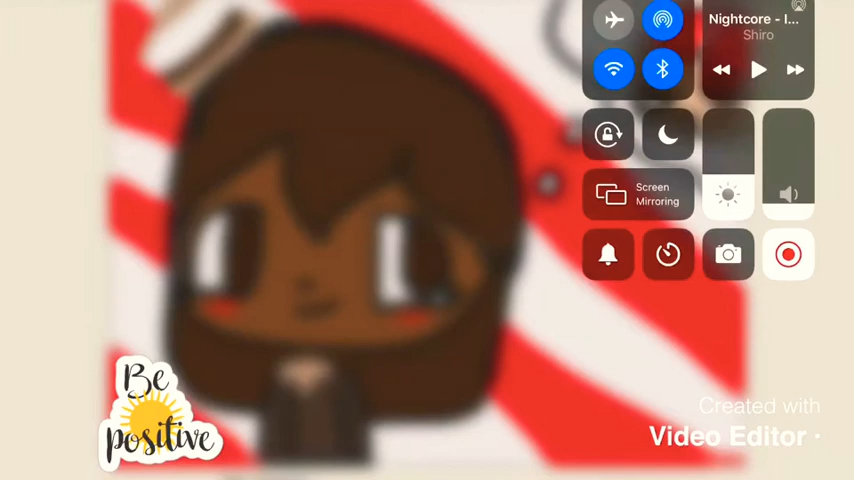 Nightcore - I...
Shiro
Screen
Mirroring
Be
positive
Created with
Video Editor